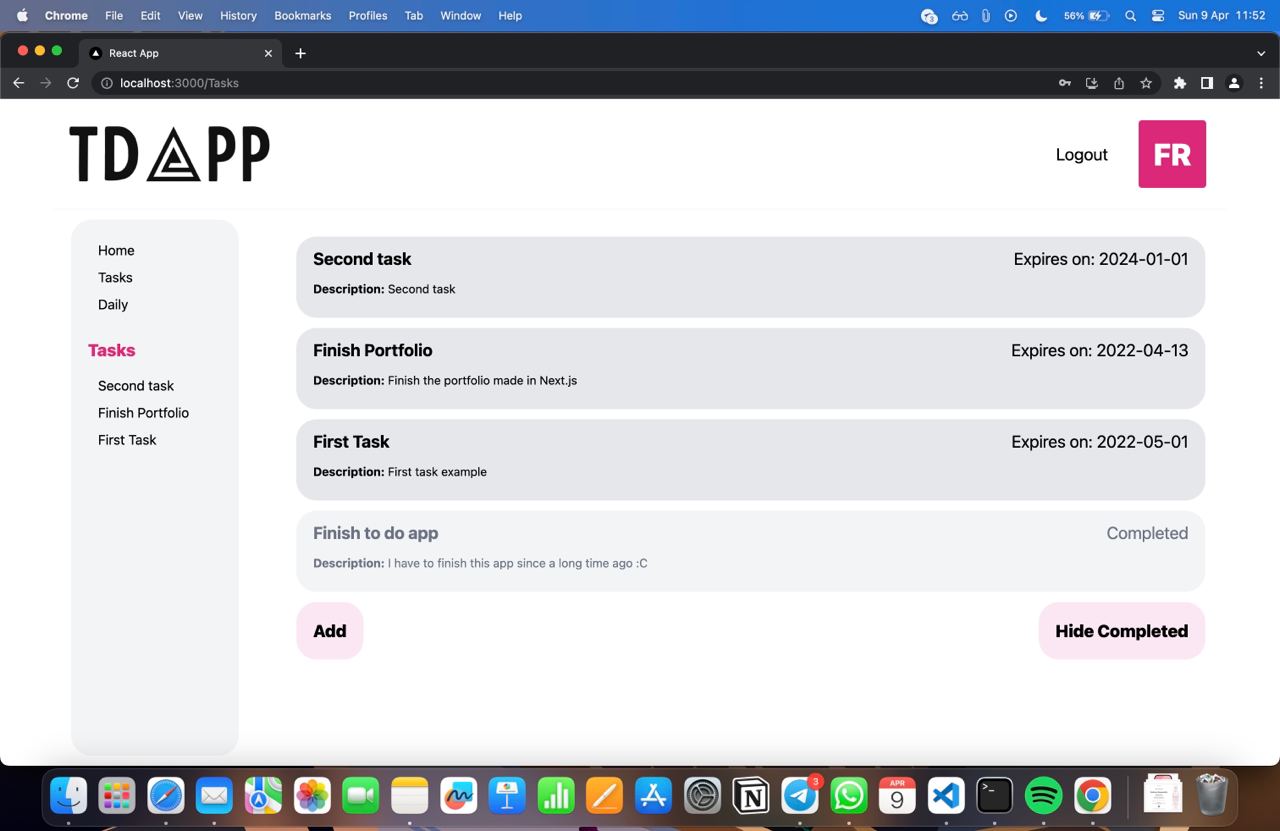 Chrome File Edit View History Bookmarks Profiles Tab Window Help 3 56% Sun 9 Apr 11:52
React App
localhost:3000/Tasks
TDAPP
Logout
FR
Home
Tasks
Daily
Tasks
Second task
Finish Portfolio
First Task
Second task Expires on: 2024-01-01
Description: Second task
Finish Portfolio Expires on: 2022-04-13
Description: Finish the portfolio made in Next.js
First Task Expires on: 2022-05-01
Description: First task example
Finish to do app Completed
Description: I have to finish this app since a long time ago :C
Add Hide Completed
3
APR
9